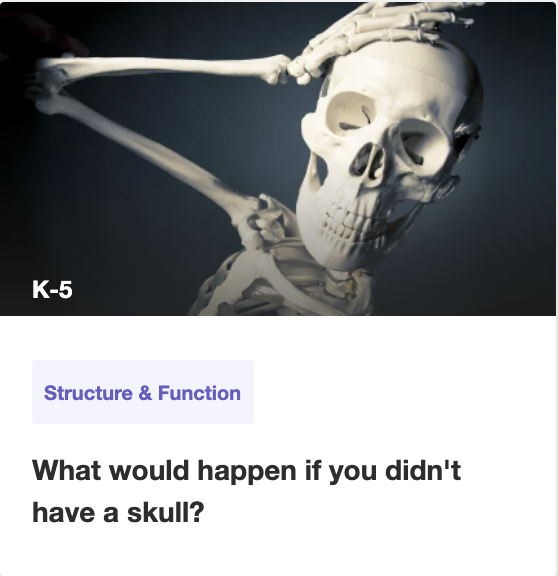 K-5
Structure & Function
What would happen if you didn't
have a skull?